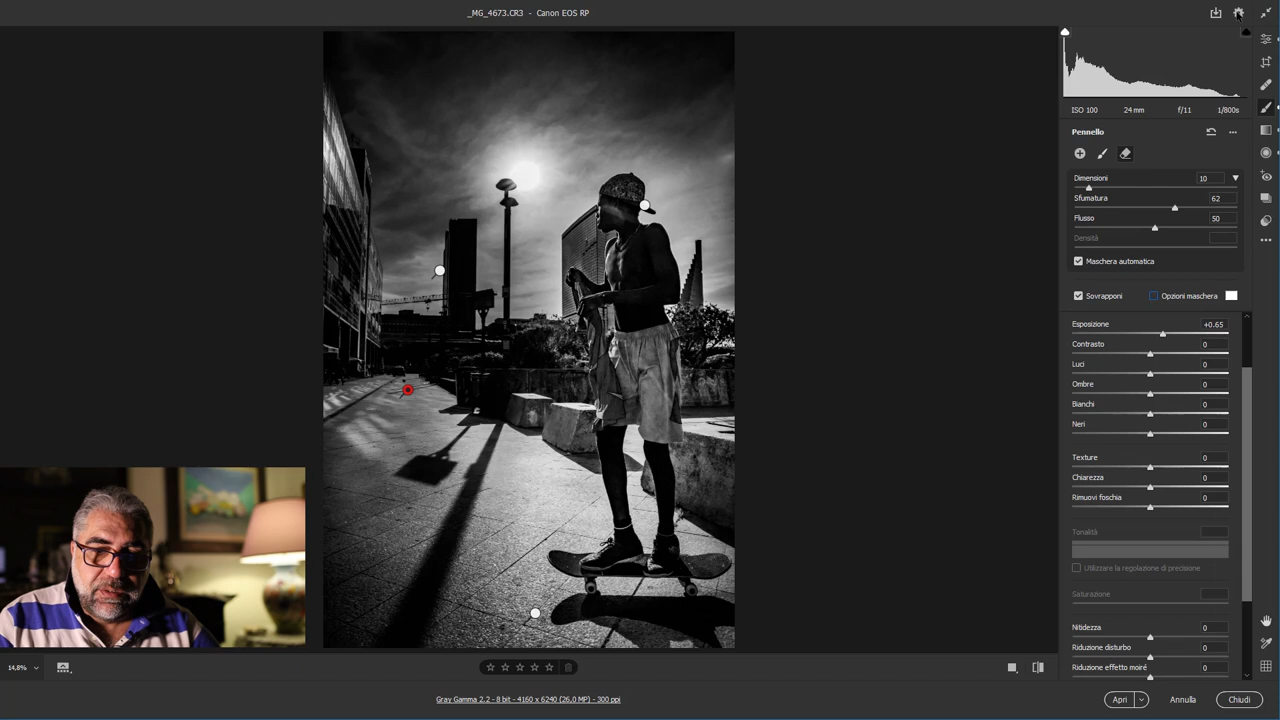 _MG_4673.CR3 - Canon EOS RP
ISO 100 24 mm f/11 1/800s
Pennello
Dimensioni 10
Sfumatura 62
Flusso 50
Densità
Maschera automatica
Sovrapponi Opzioni maschera
Esposizione +0.65
Contrasto 0
Luci 0
Ombre 0
Bianchi 0
Neri 0
Texture 0
Chiarezza 0
Rimuovi foschia 0
Tonalità
Utilizzare la regolazione di precisione
Saturazione
Nitidezza 0
Riduzione disturbo 0
Riduzione effetto moiré 0
14,8%
Gray Gamma 2.2 - 8 bit - 4160 x 6240 (26,0 MP) - 300 ppi
Apri Annulla Chiudi